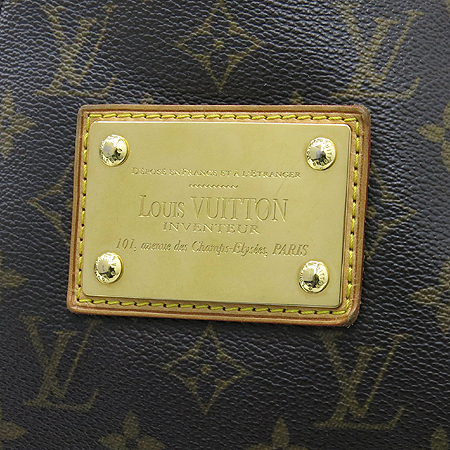 DÉPOSÉ EN FRANCE ET À L'ÉTRANGER
LOUIS VUITTON
INVENTEUR
101, avenue des Champs-Elysées, PARIS